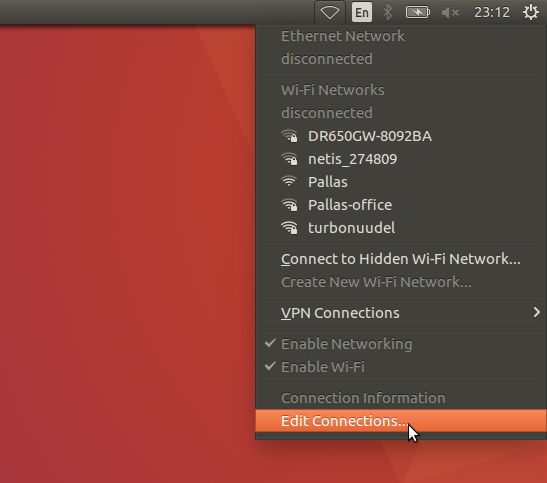 En
23:12
Ethernet Network
disconnected
Wi-Fi Networks
disconnected
DR650GW-8092BA
netis_274809
Pallas
Pallas-office
turbonuudel
Connect to Hidden Wi-Fi Network...
Create New Wi-Fi Network...
VPN Connections
Enable Networking
Enable Wi-Fi
Connection Information
Edit Connections...